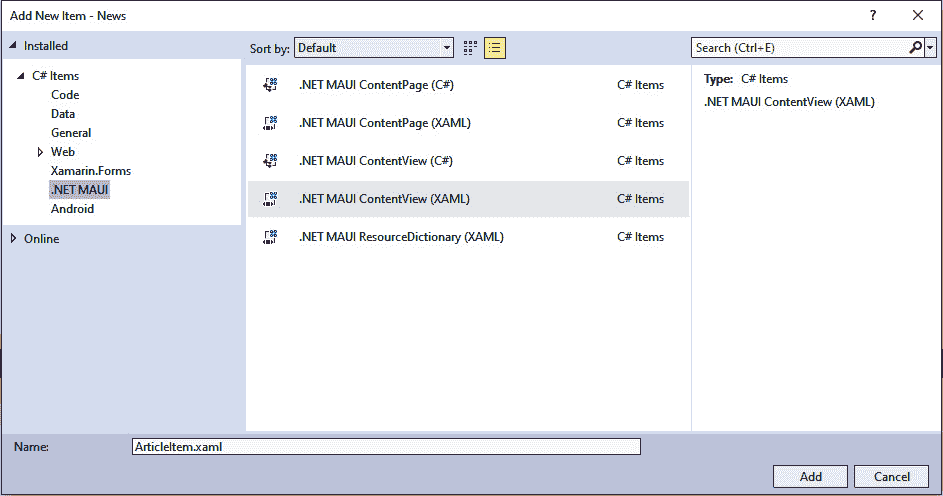 Add New Item - News
?
Installed
Sort by: Default
Search (Ctrl+E)
C# Items
Code
Data
General
Web
Xamarin.Forms
.NET MAUI
Android
Online
.NET MAUI ContentPage (C#) C# Items
.NET MAUI ContentPage (XAML) C# Items
.NET MAUI ContentView (C#) C# Items
.NET MAUI ContentView (XAML) C# Items
.NET MAUI ResourceDictionary (XAML) C# Items
Type: C# Items
.NET MAUI ContentView (XAML)
Name: ArticleItem.xaml
Add Cancel